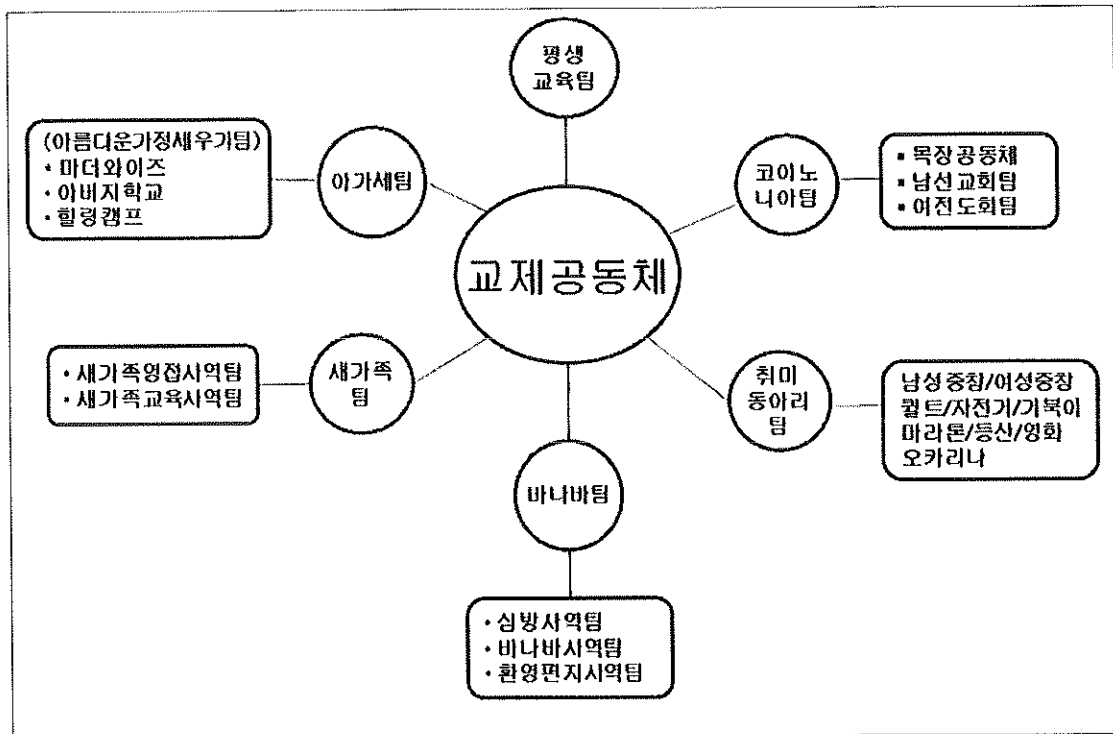 평생
교육팀
(아름다운가정세우기팀)
• 마더와이즈
• 아버지학교
• 힐링캠프
아가세팀
코이노
니아팀
▪ 목장공동체
▪ 남선교회팀
▪ 여전도회팀
교제공동체
• 새가족영접사역팀
• 새가족교육사역팀
새가족
팀
취미
동아리
팀
남성중창/여성중창
퀼트/자전거/거북이
마라톤/등산/영화
오카리나
바나바팀
• 심방사역팀
• 바나바사역팀
• 환영편지사역팀